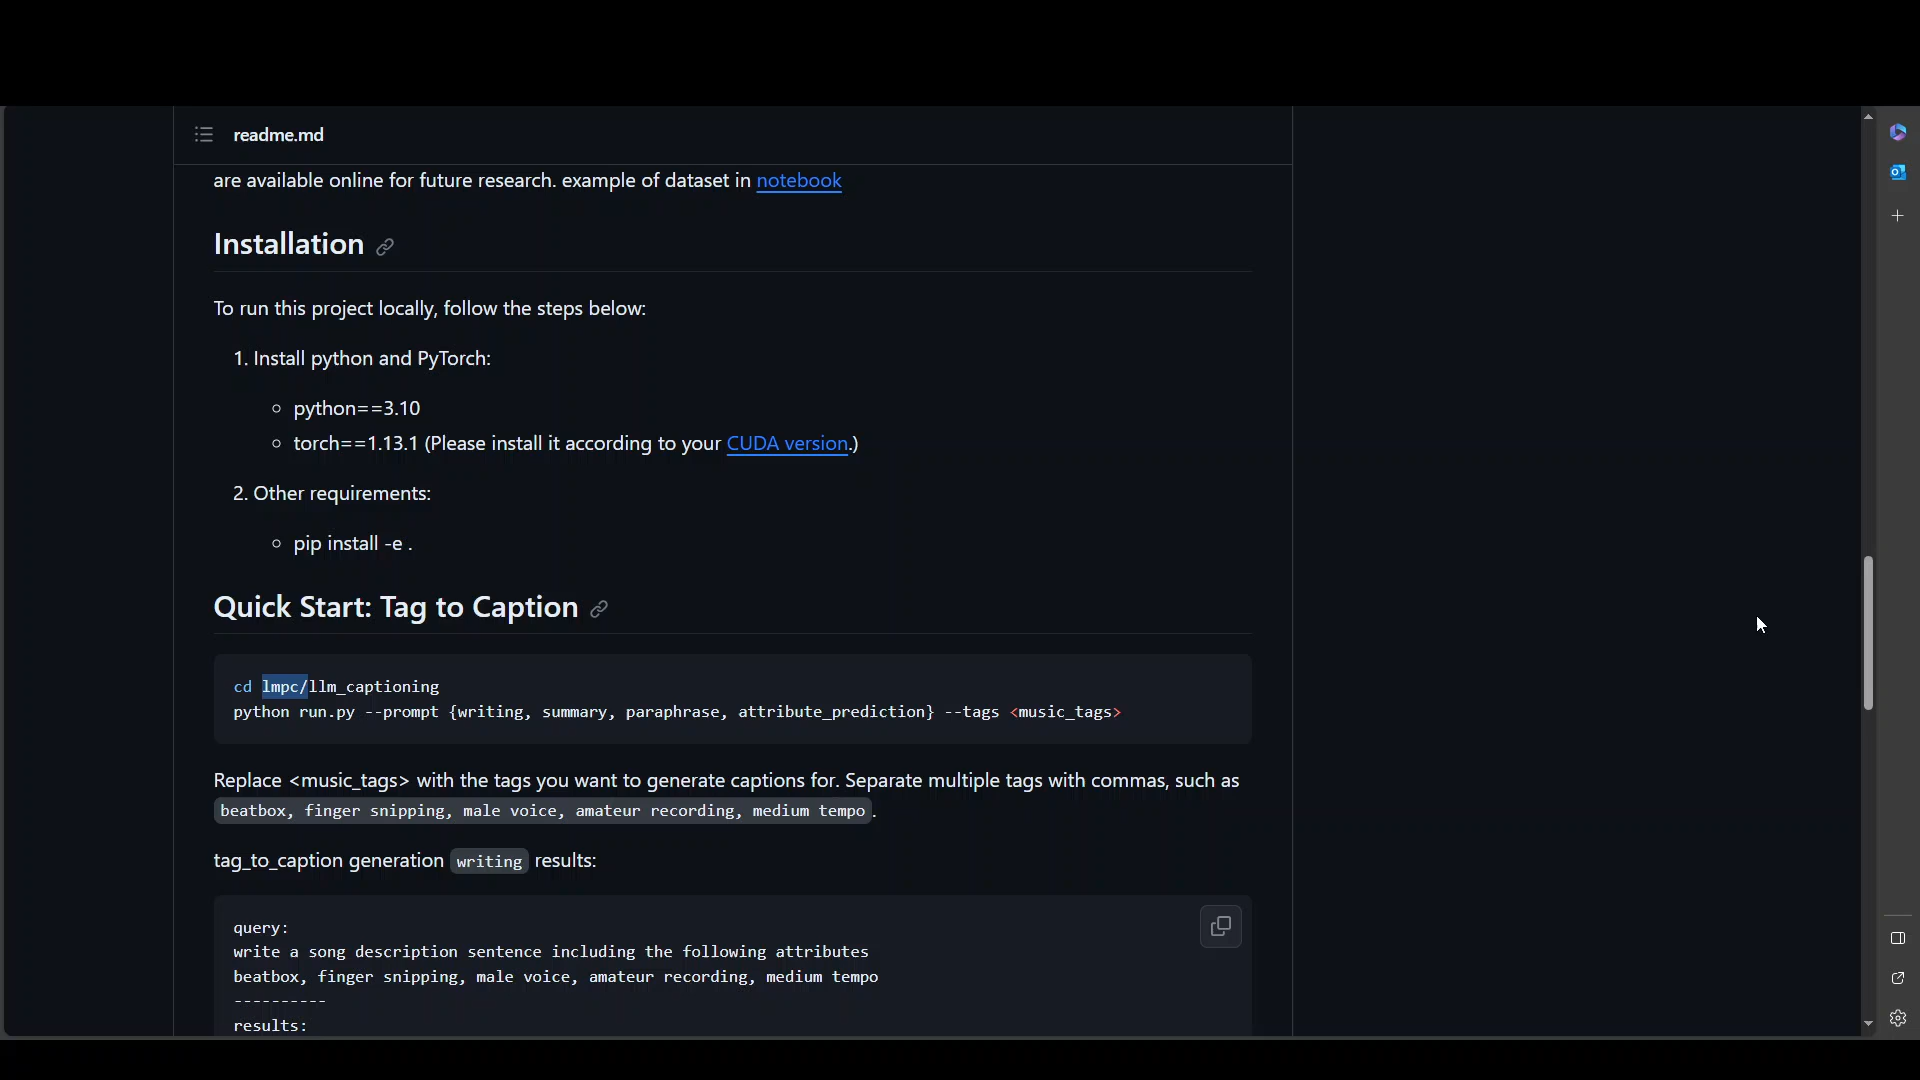 readme.md
are available online for future research. example of dataset in notebook
Installation
To run this project locally, follow the steps below:
1. Install python and PyTorch:
python==3.10
torch==1.13.1 (Please install it according to your CUDA version.)
2. Other requirements:
pip install -e .
Quick Start: Tag to Caption
cd lmpc/llm_captioning
python run.py --prompt {writing, summary, paraphrase, attribute_prediction} --tags <music_tags>
Replace <music_tags> with the tags you want to generate captions for. Separate multiple tags with commas, such as
beatbox, finger snipping, male voice, amateur recording, medium tempo .
tag_to_caption generation writing results:
query:
write a song description sentence including the following attributes
beatbox, finger snipping, male voice, amateur recording, medium tempo
----------
results: